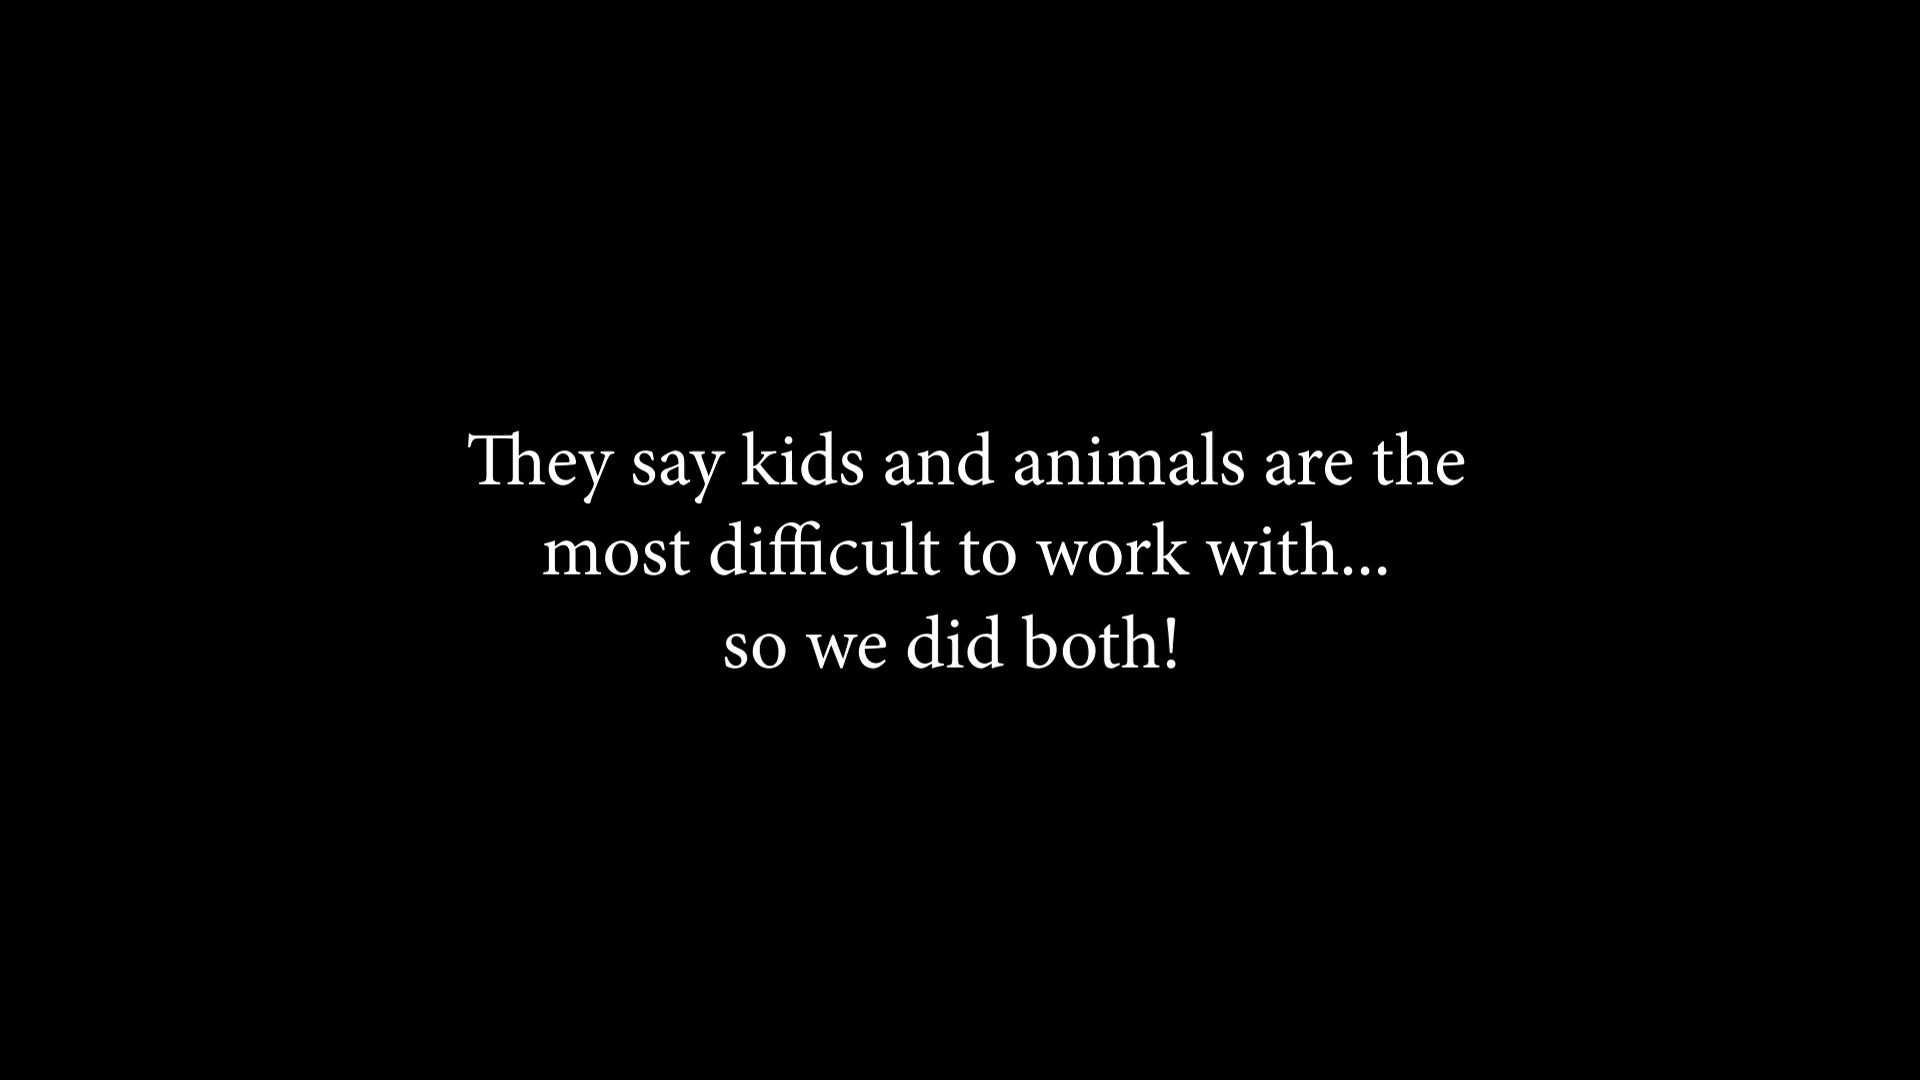 They say kids and animals are the
most difficult to work with...
so we did both!